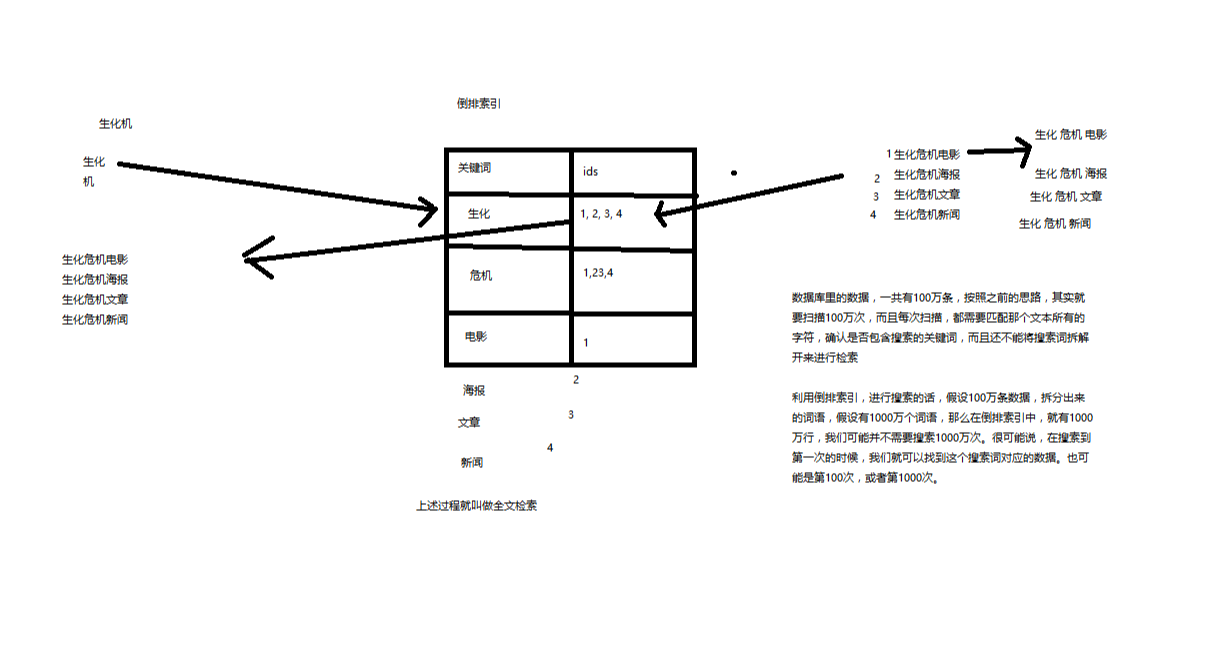 倒排索引
生化机
生化
机
生化危机电影
生化危机海报
生化危机文章
生化危机新闻
关键词 ids
生化 1, 2, 3, 4
危机 1,23,4
电影 1
海报 2
文章 3
新闻 4
上述过程就叫做全文检索
1 生化危机电影
2 生化危机海报
3 生化危机文章
4 生化危机新闻
生化 危机 电影
生化 危机 海报
生化 危机 文章
生化 危机 新闻
数据库里的数据，一共有100万条，按照之前的思路，其实就
要扫描100万次，而且每次扫描，都需要匹配那个文本所有的
字符，确认是否包含搜索的关键词，而且还不能将搜索词拆解
开来进行检索
利用倒排索引，进行搜索的话，假设100万条数据，拆分出来
的词语，假设有1000万个词语，那么在倒排索引中，就有1000
万行，我们可能并不需要搜索1000万次。很可能说，在搜索到
第一次的时候，我们就可以找到这个搜索词对应的数据。也可
能是第100次，或者第1000次。